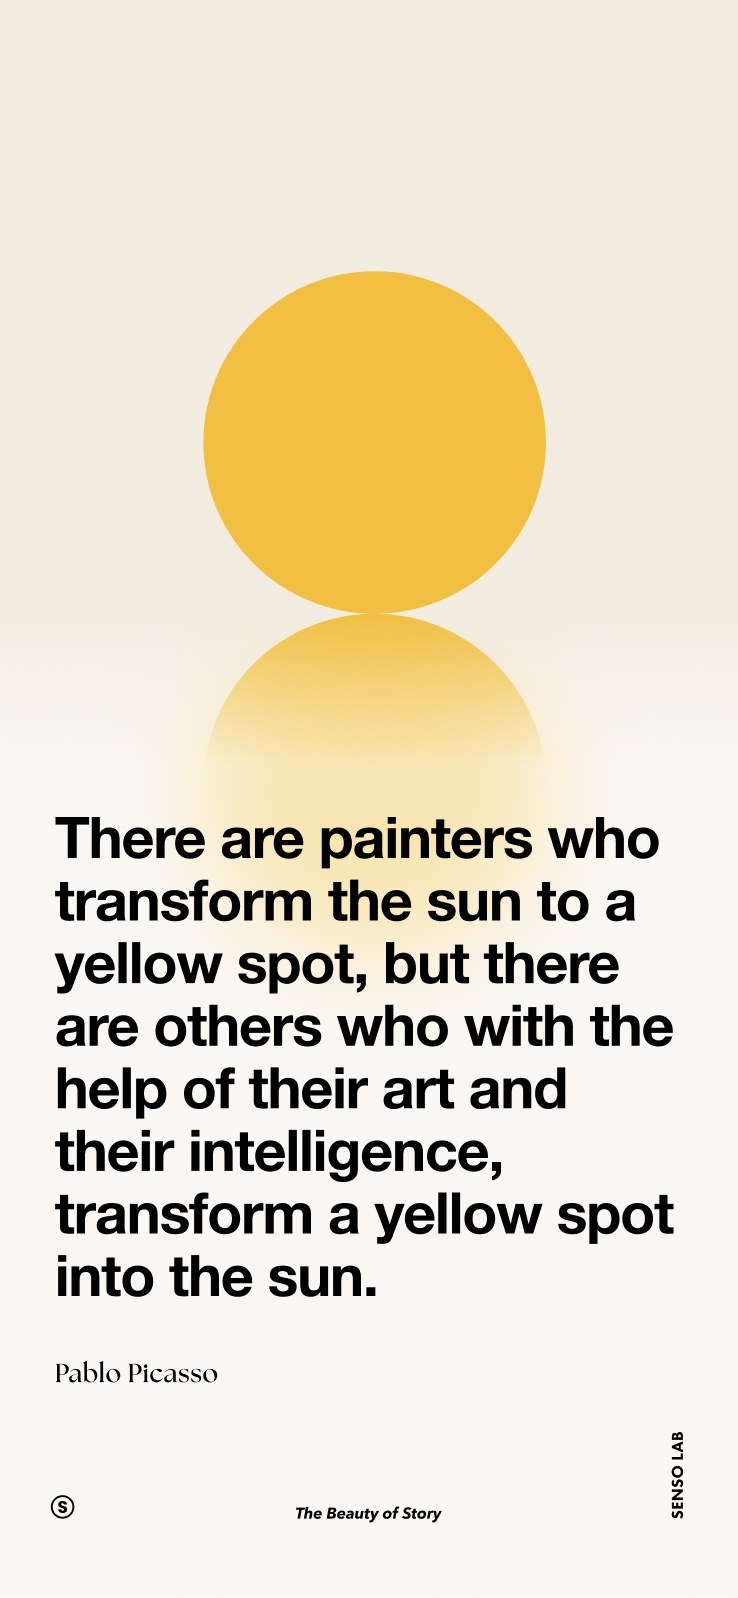 There are painters who
transform the sun to a
yellow spot, but there
are others who with the
help of their art and
their intelligence,
transform a yellow spot
into the sun.
Pablo Picasso
SENSO LAB
S
The Beauty of Story